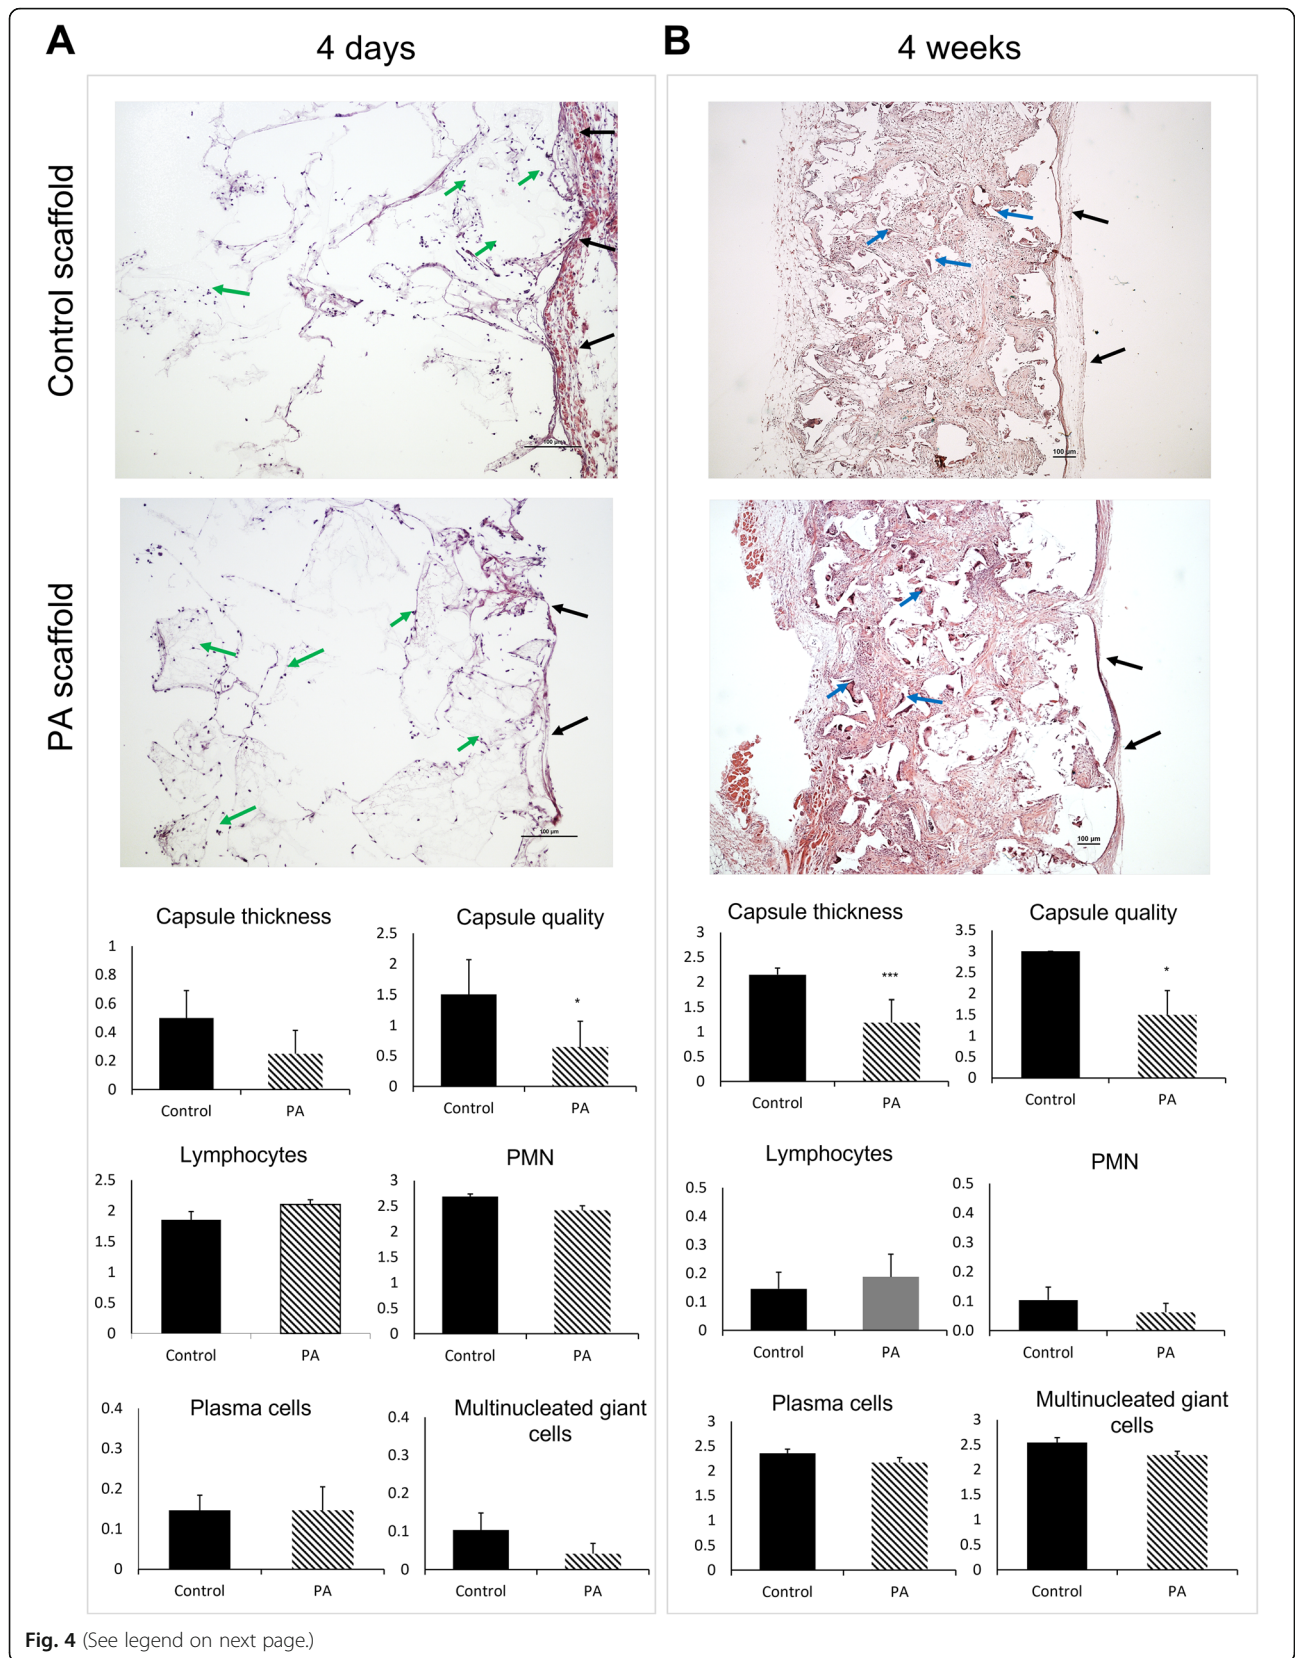 A
4 days
B
4 weeks
Control scaffold
100 µm
100 µm
PA scaffold
100 µm
100 µm
Capsule thickness
1
0.8
0.6
0.4
0.2
0
Control
PA
Capsule quality
2.5
2
1.5
1
0.5
0
*
Control
PA
Capsule thickness
3
2.5
2
1.5
1
0.5
0
***
Control
PA
Capsule quality
3.5
3
2.5
2
1.5
1
0.5
0
*
Control
PA
Lymphocytes
2.5
2
1.5
1
0.5
0
Control
PA
PMN
3
2.5
2
1.5
1
0.5
0
Control
PA
Lymphocytes
0.5
0.4
0.3
0.2
0.1
0
Control
PA
PMN
0.5
0.4
0.3
0.2
0.1
0.0
Control
PA
Plasma cells
0.4
0.3
0.2
0.1
0
Control
PA
Multinucleated giant
cells
0.4
0.3
0.2
0.1
0
Control
PA
Plasma cells
3
2.5
2
1.5
1
0.5
0
Control
PA
Multinucleated giant
cells
3
2.5
2
1.5
1
0.5
0
Control
PA
Fig. 4 (See legend on next page.)